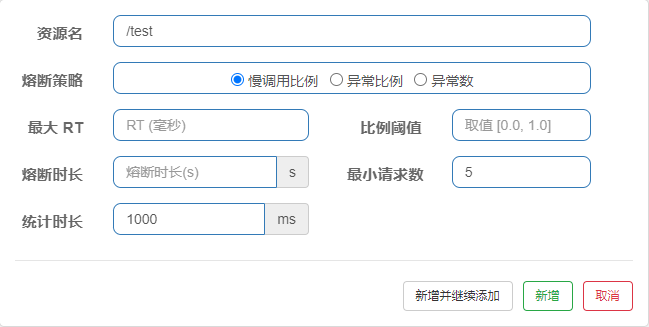 资源名 /test
熔断策略 慢调用比例 异常比例 异常数
最大 RT RT (毫秒) 比例阈值 取值 [0.0, 1.0]
熔断时长 熔断时长(s) s 最小请求数 5
统计时长 1000 ms
新增并继续添加 新增 取消